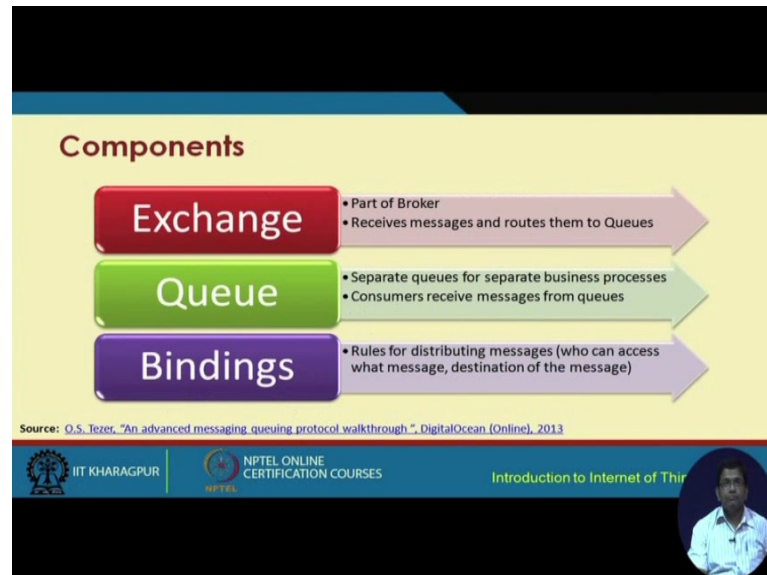 Components
Exchange
• Part of Broker
• Receives messages and routes them to Queues
Queue
• Separate queues for separate business processes
• Consumers receive messages from queues
Bindings
• Rules for distributing messages (who can access
what message, destination of the message)
Source: O.S. Tezer, "An advanced messaging queuing protocol walkthrough ", DigitalOcean (Online), 2013
IIT KHARAGPUR
NPTEL
NPTEL ONLINE
CERTIFICATION COURSES
Introduction to Internet of